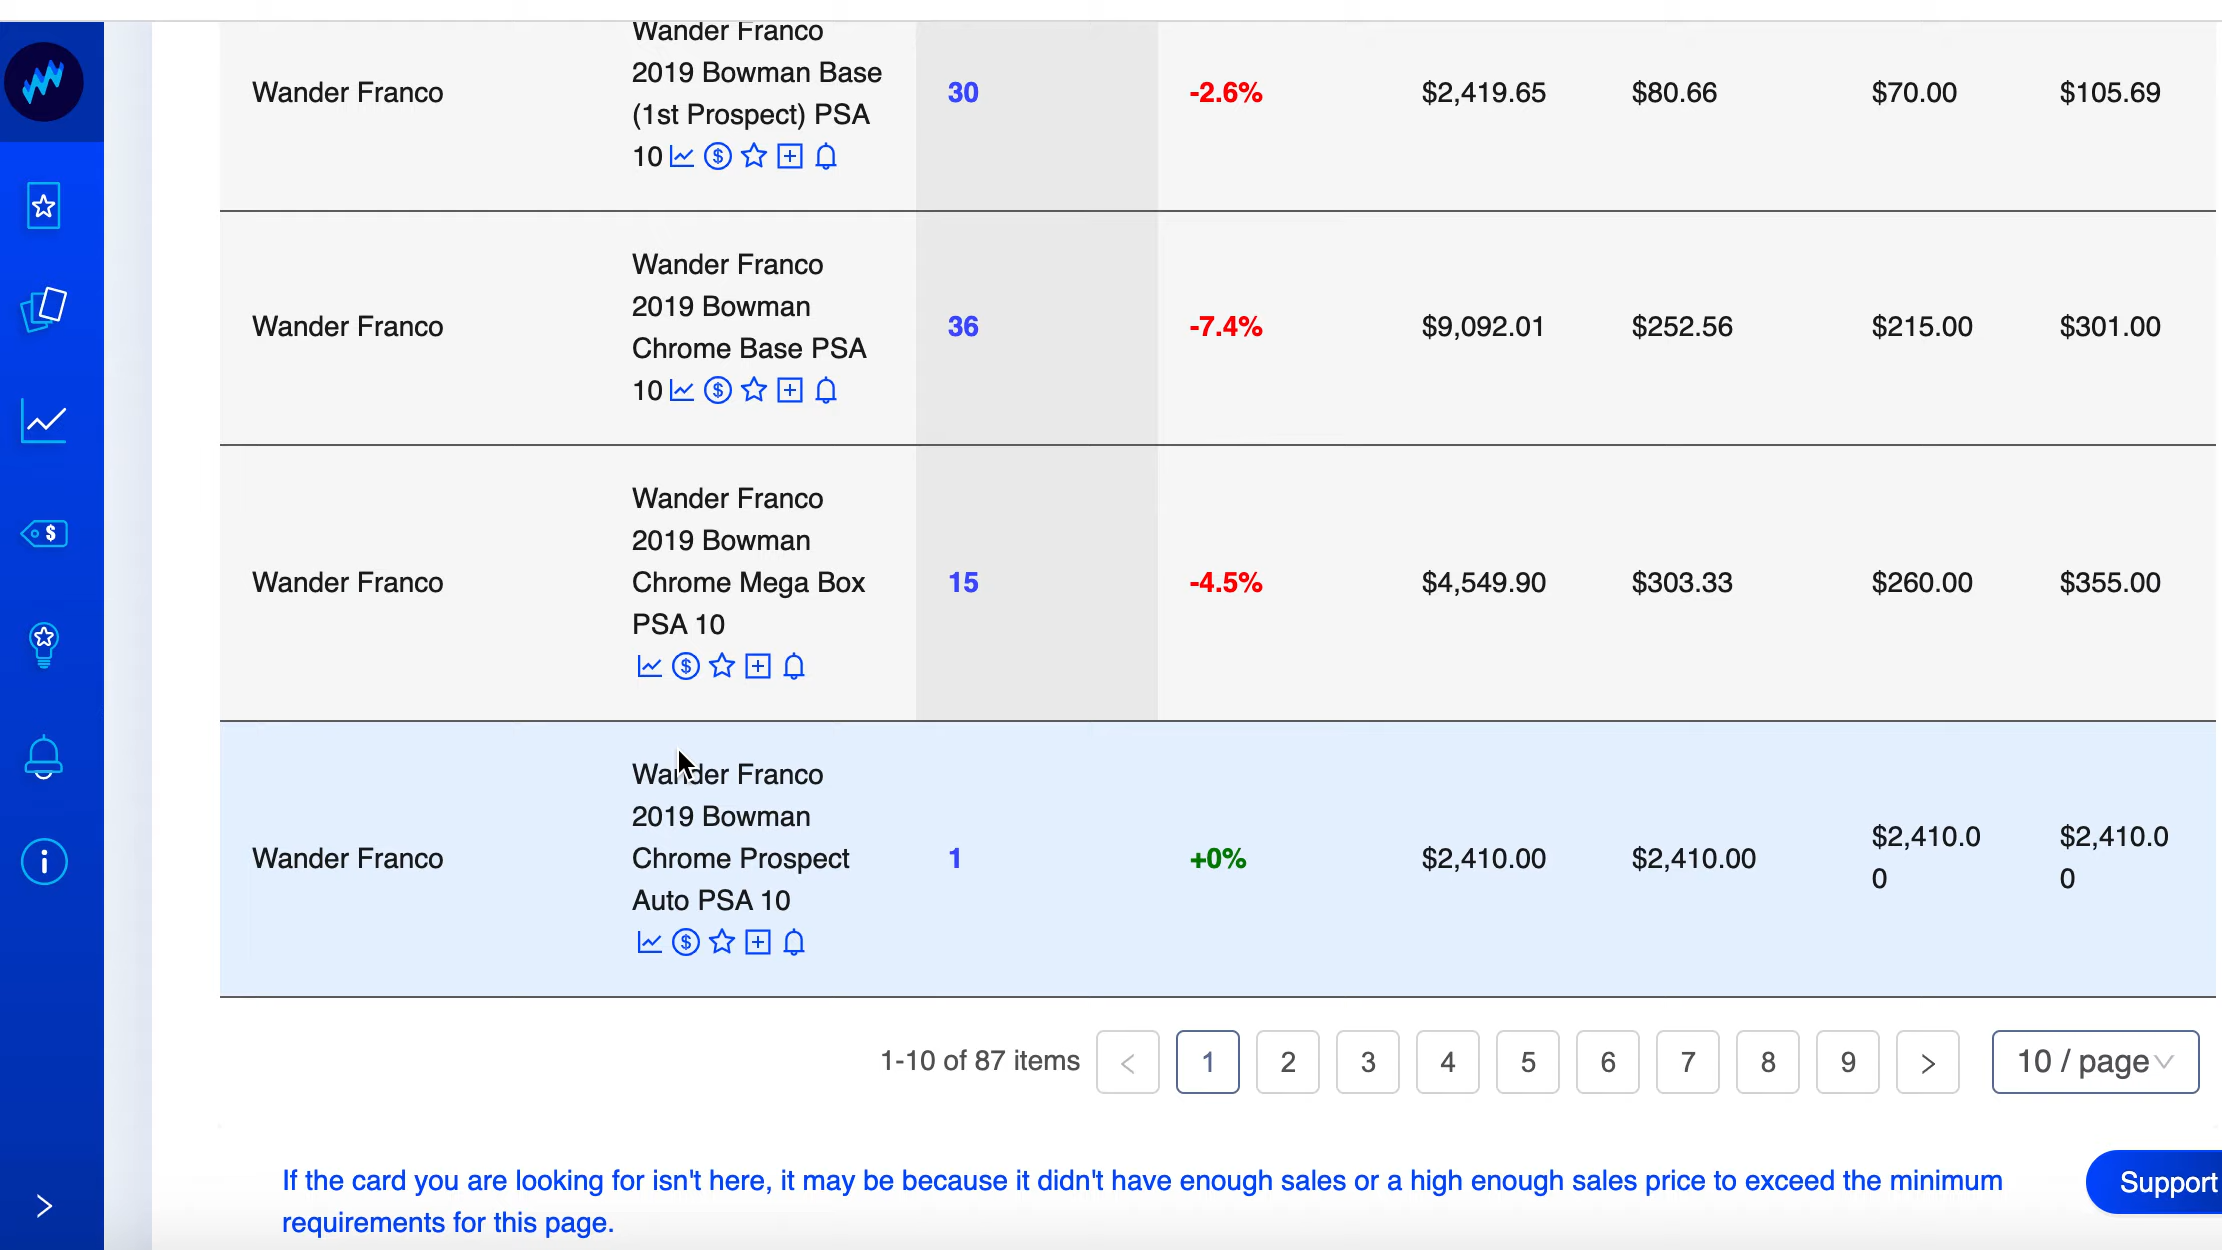 Wander Franco
2019 Bowman Base
(1st Prospect) PSA
10
Wander Franco
30
-2.6%
$2,419.65
$80.66
$70.00
$105.69
Wander Franco
2019 Bowman
Chrome Base PSA
10
Wander Franco
36
-7.4%
$9,092.01
$252.56
$215.00
$301.00
Wander Franco
2019 Bowman
Chrome Mega Box
PSA 10
Wander Franco
15
-4.5%
$4,549.90
$303.33
$260.00
$355.00
Wander Franco
2019 Bowman
Chrome Prospect
Auto PSA 10
Wander Franco
1
+0%
$2,410.00
$2,410.00
$2,410.0
0
$2,410.0
0
1-10 of 87 items < 1 2 3 4 5 6 7 8 9 > 10 / page
If the card you are looking for isn't here, it may be because it didn't have enough sales or a high enough sales price to exceed the minimum
requirements for this page.
Support